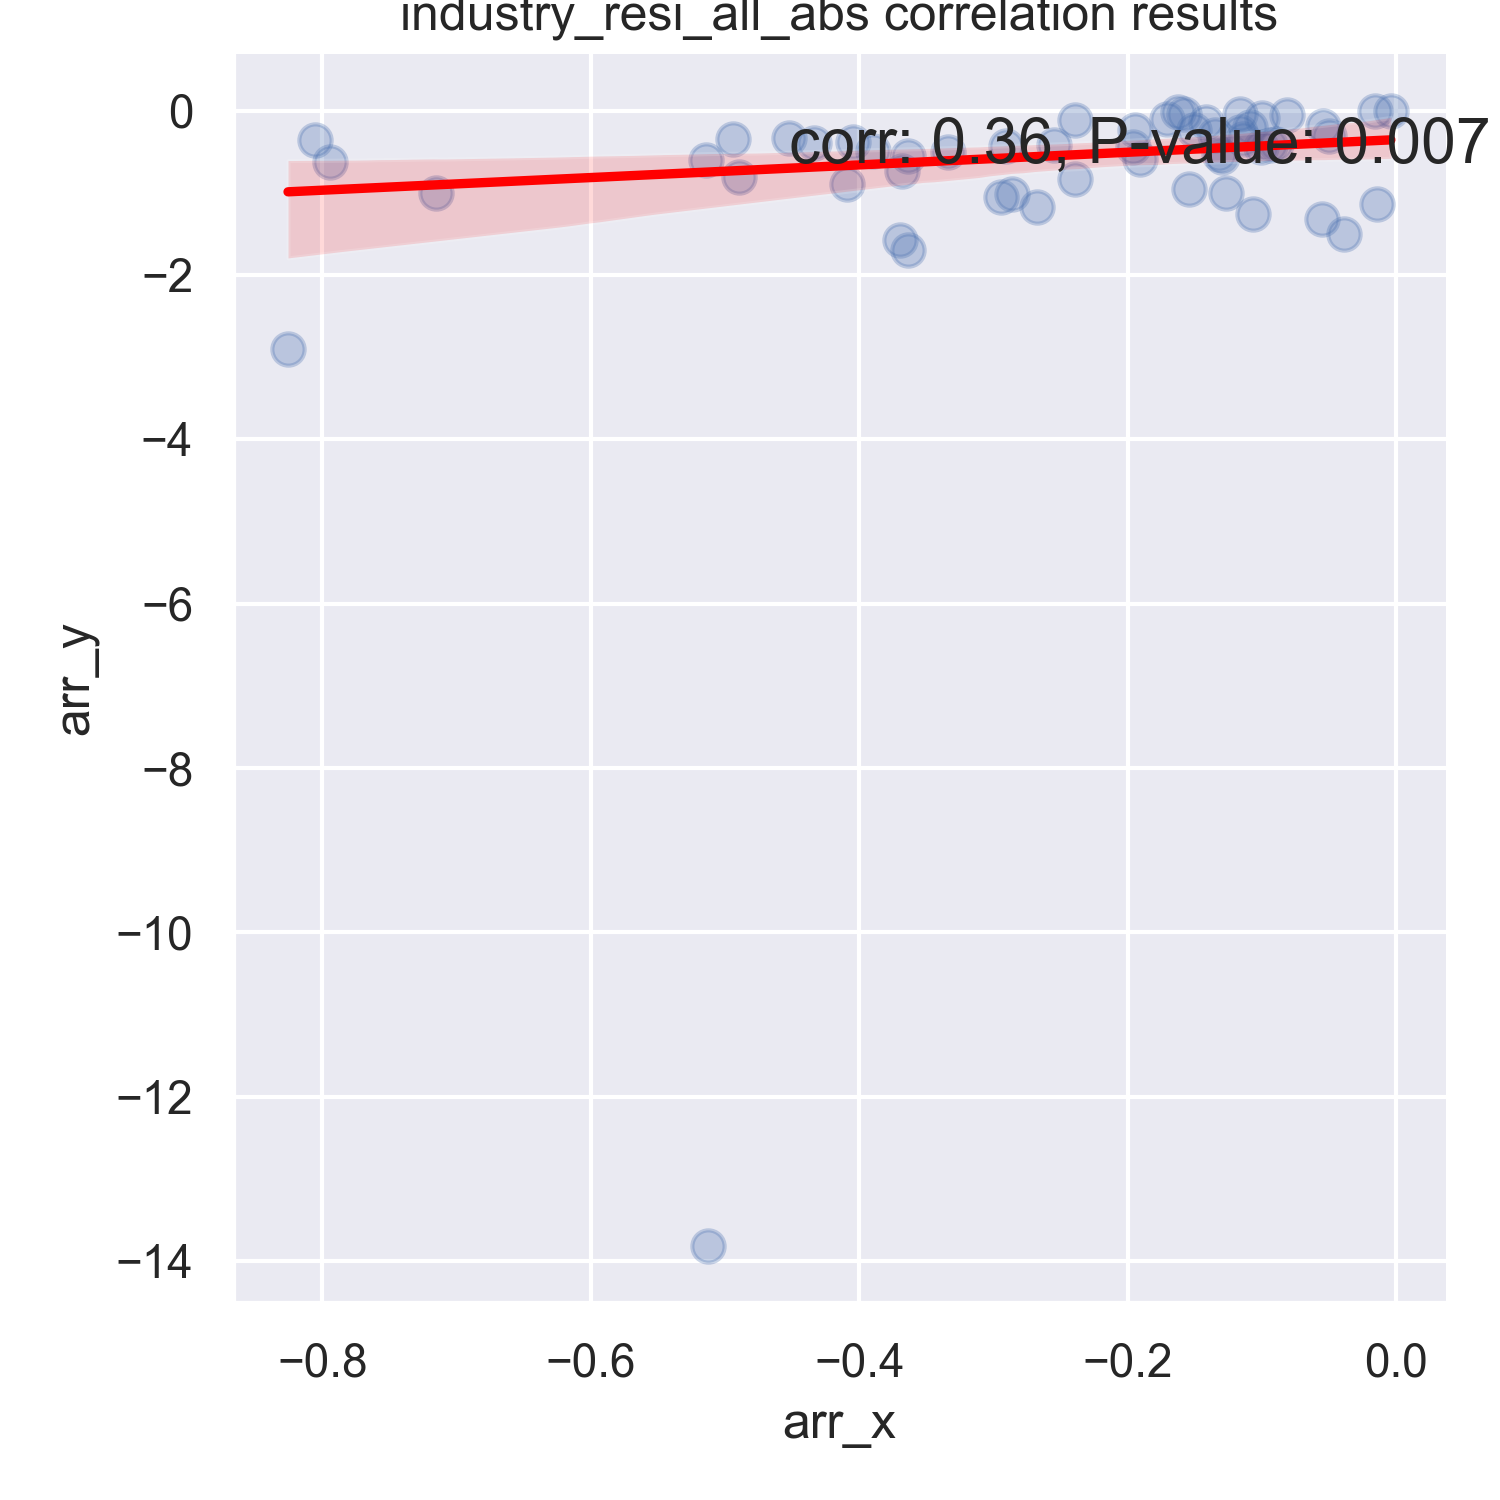 industry_resi_all_abs correlation results
corr: 0.36, P-value: 0.007
0
−2
−4
−6
−8
−10
−12
−14
arr_y
−0.8 −0.6 −0.4 −0.2 0.0
arr_x